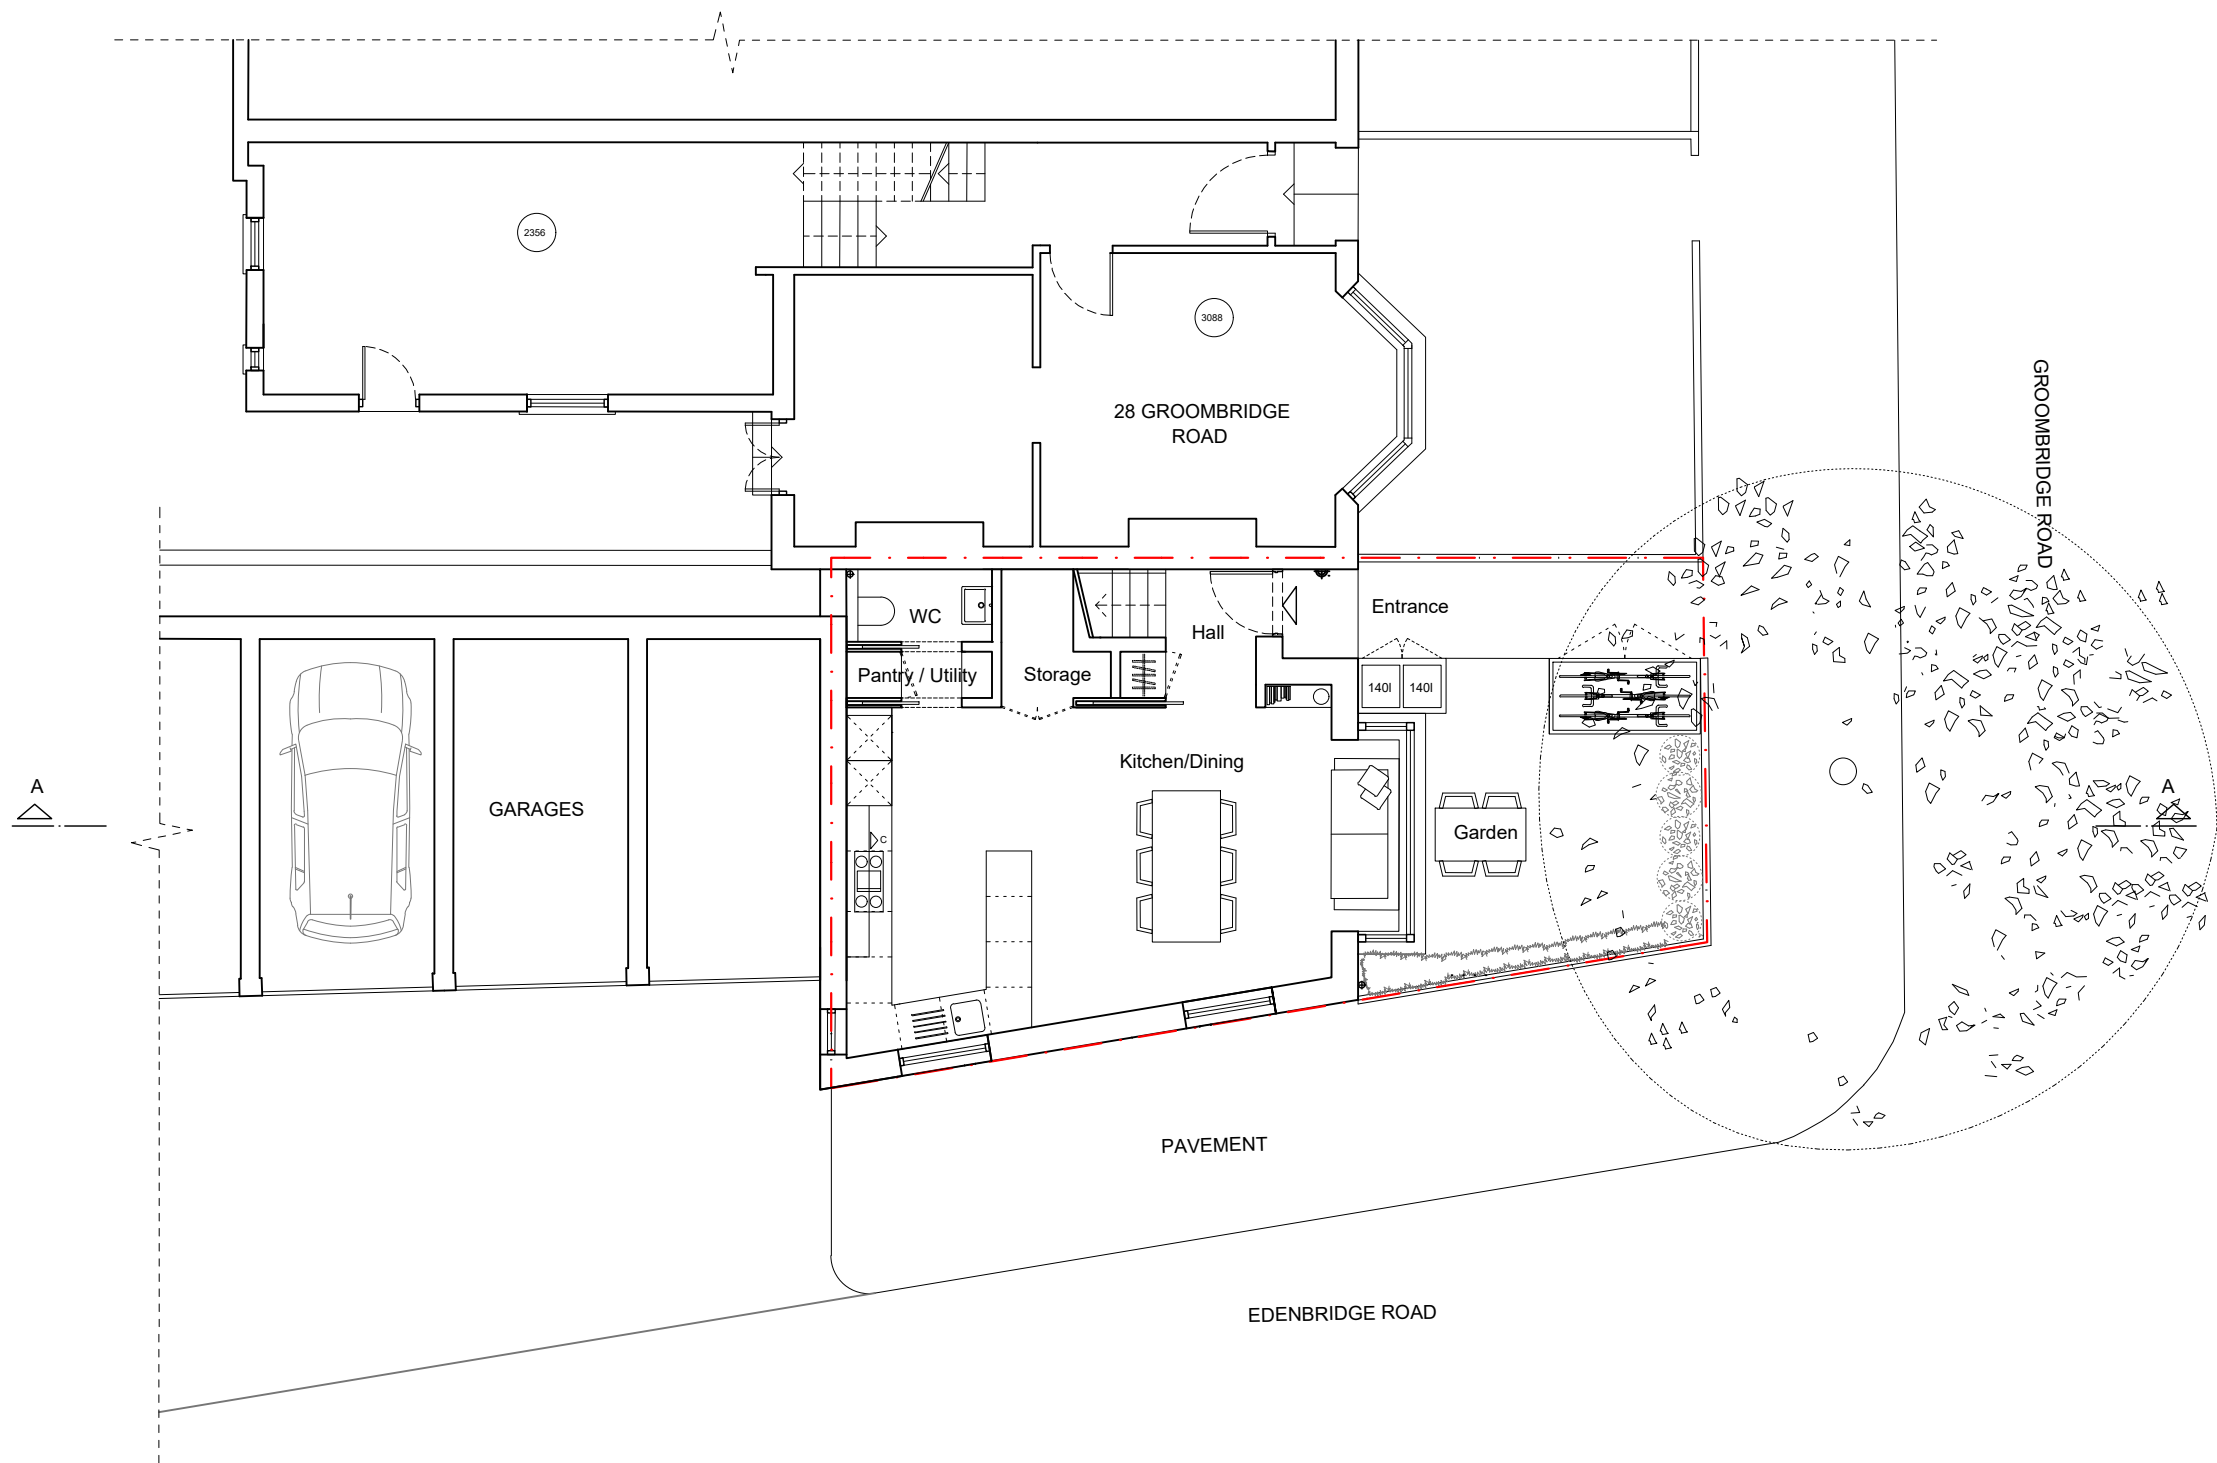 2356
3088
28 GROOMBRIDGE
ROAD
GROOMBRIDGE ROAD
WC
Entrance
Hall
Pantry / Utility
Storage
140l
140l
Kitchen/Dining
A
A
GARAGES
Garden
C
PAVEMENT
EDENBRIDGE ROAD